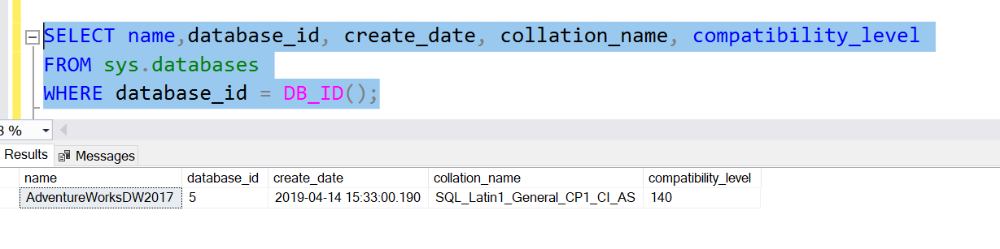 SELECT name,database_id, create_date, collation_name, compatibility_level
FROM sys.databases
WHERE database_id = DB_ID();
%
Results Messages
name database_id create_date collation_name compatibility_level
AdventureWorksDW2017 5 2019-04-14 15:33:00.190 SQL_Latin1_General_CP1_CI_AS 140